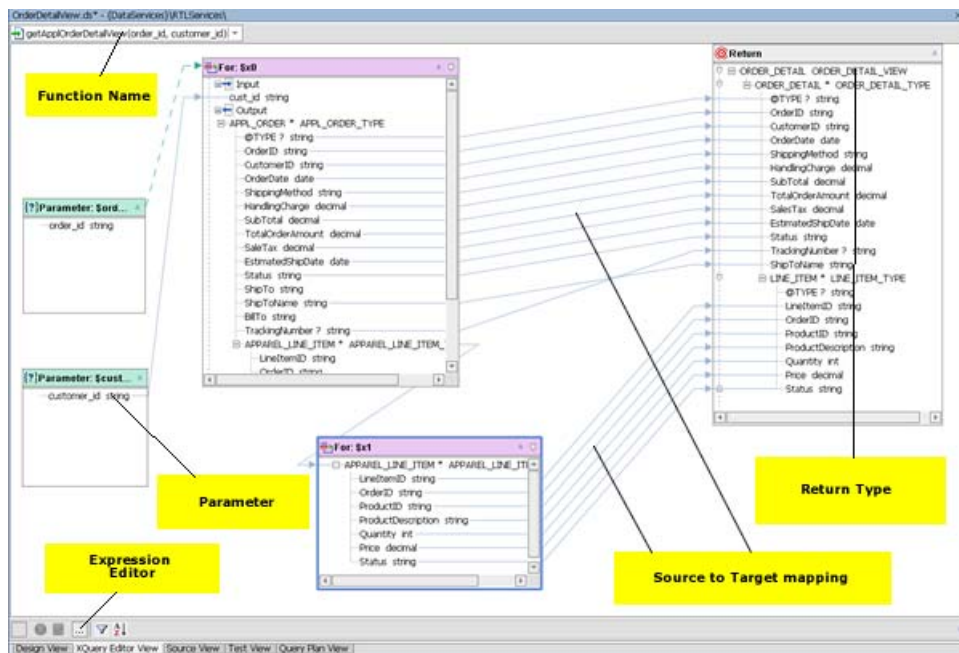 OrderDetailView.ds* - {DataServices}\RTLServices\
getApplOrderDetailView(order_id, customer_id)
Function Name
For: $x0
Input
cust_id string
Output
APPL_ORDER * APPL_ORDER_TYPE
@TYPE ? string
OrderID string
CustomerID string
OrderDate date
ShippingMethod string
HandlingCharge decimal
SubTotal decimal
TotalOrderAmount decimal
SaleTax decimal
EstimatedShipDate date
Status string
ShipTo string
ShipToName string
BillTo string
TrackingNumber ? string
APPAREL_LINE_ITEM * APPAREL_LINE_ITEM_
LineItemID string
OrderID string
Return
ORDER_DETAIL ORDER_DETAIL_VIEW
ORDER_DETAIL * ORDER_DETAIL_TYPE
@TYPE ? string
OrderID string
CustomerID string
OrderDate date
ShippingMethod string
HandlingCharge decimal
SubTotal decimal
TotalOrderAmount decimal
SalesTax decimal
EstimatedShipDate date
Status string
TrackingNumber ? string
ShipToName string
LINE_ITEM * LINE_ITEM_TYPE
@TYPE ? string
LineItemID string
OrderID string
ProductID string
ProductDescription string
Quantity int
Price decimal
Status string
[?]Parameter: $ord...
order_id string
[?]Parameter: $cust...
customer_id string
Parameter
For: $x1
APPAREL_LINE_ITEM * APPAREL_LINE_ITE
LineItemID string
OrderID string
ProductID string
ProductDescription string
Quantity int
Price decimal
Status string
Return Type
Expression
Editor
Source to Target mapping
Design View XQuery Editor View Source View Test View Query Plan View